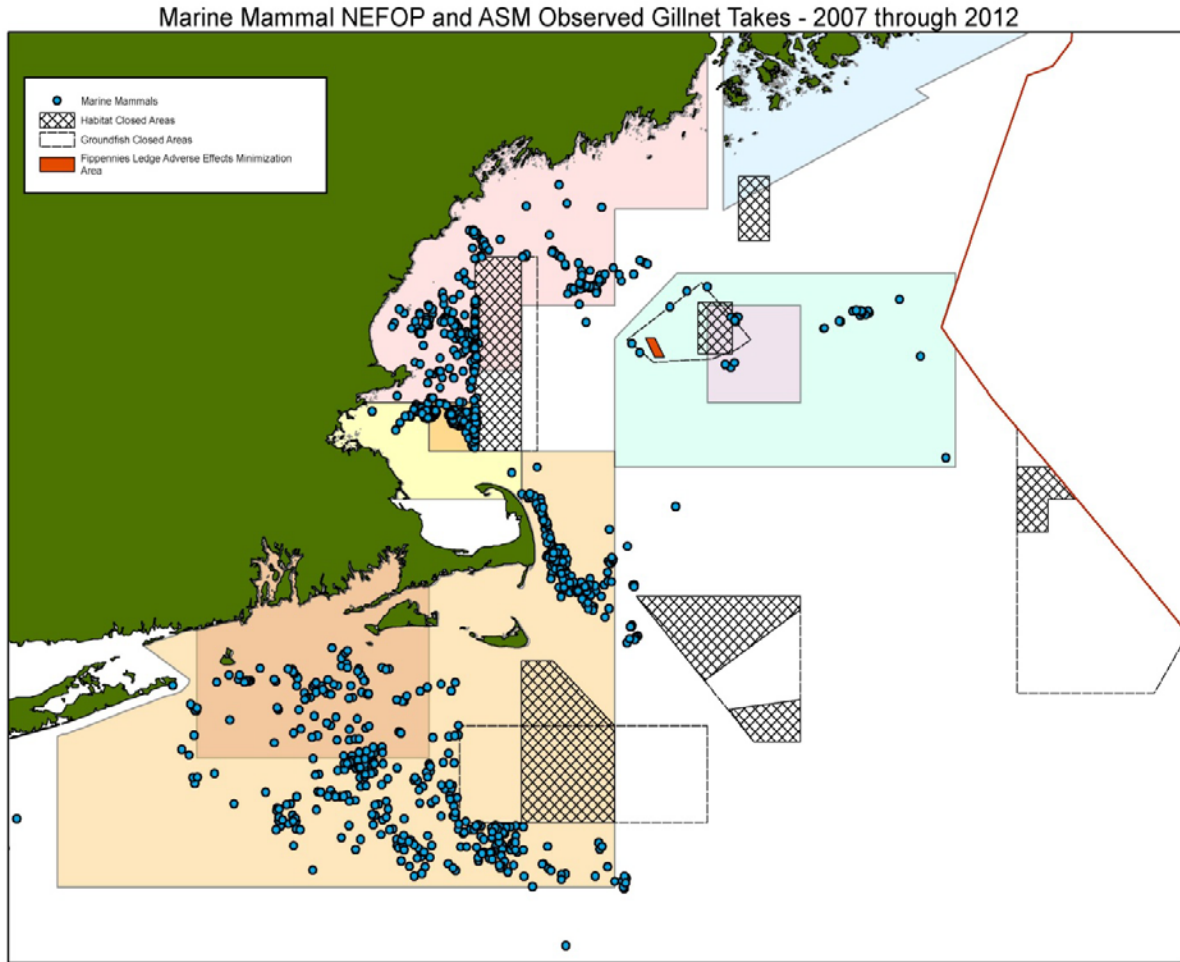 Marine Mammal NEFOP and ASM Observed Gillnet Takes - 2007 through 2012
Marine Mammals
Habitat Closed Areas
Groundfish Closed Areas
Fippennies Ledge Adverse Effects Minimization
Area